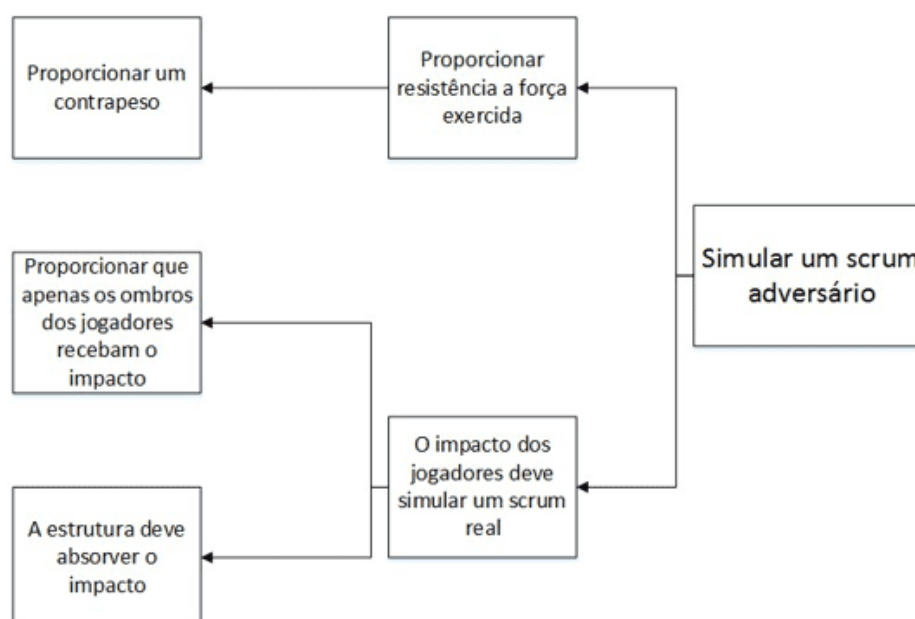 Proporcionar um
contrapeso
Proporcionar
resistência a força
exercida
Simular um scrum
adversário
Proporcionar que
apenas os ombros
dos jogadores
recebam o
impacto
O impacto dos
jogadores deve
simular um scrum
real
A estrutura deve
absorver o
impacto